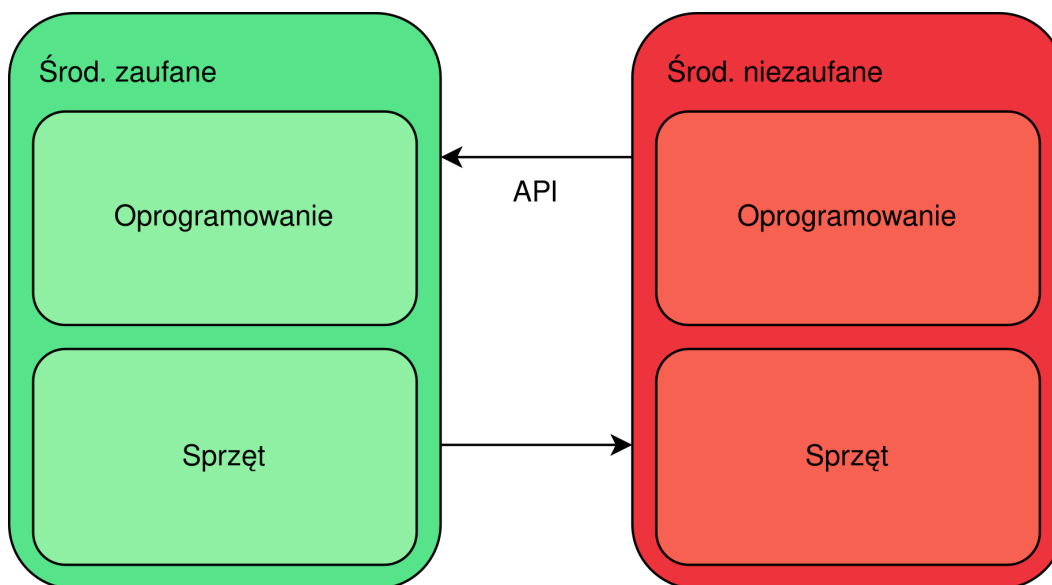 Środ. zaufane
Środ. niezaufane
Oprogramowanie
API
Oprogramowanie
Sprzęt
Sprzęt